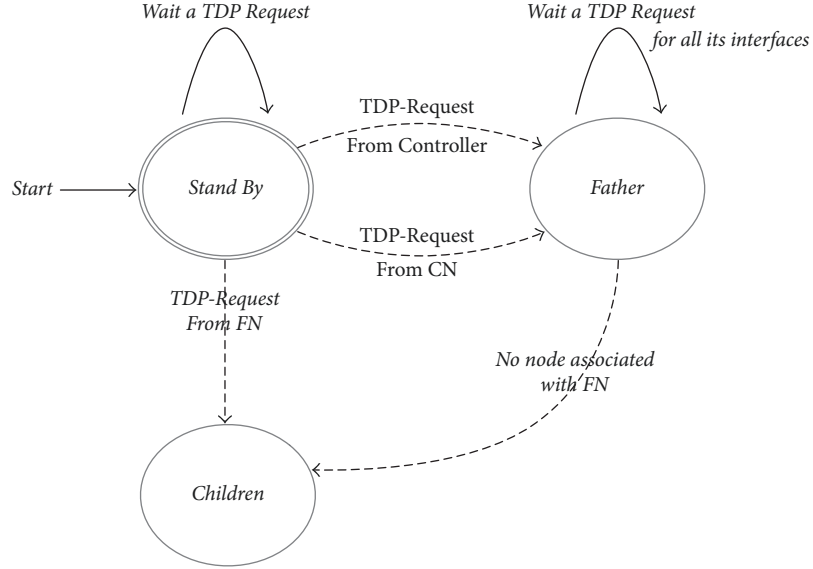 Wait a TDP Request
Wait a TDP Request
for all its interfaces
TDP-Request
From Controller
Start
Stand By
Father
TDP-Request
From CN
TDP-Request
From FN
No node associated
with FN
Children